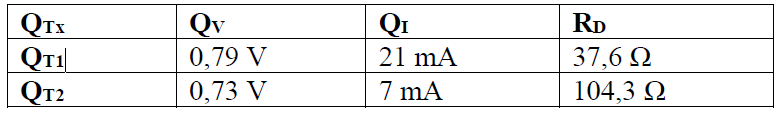 QTx QV QI RD
QT1 0,79 V 21 mA 37,6 Ω
QT2 0,73 V 7 mA 104,3 Ω